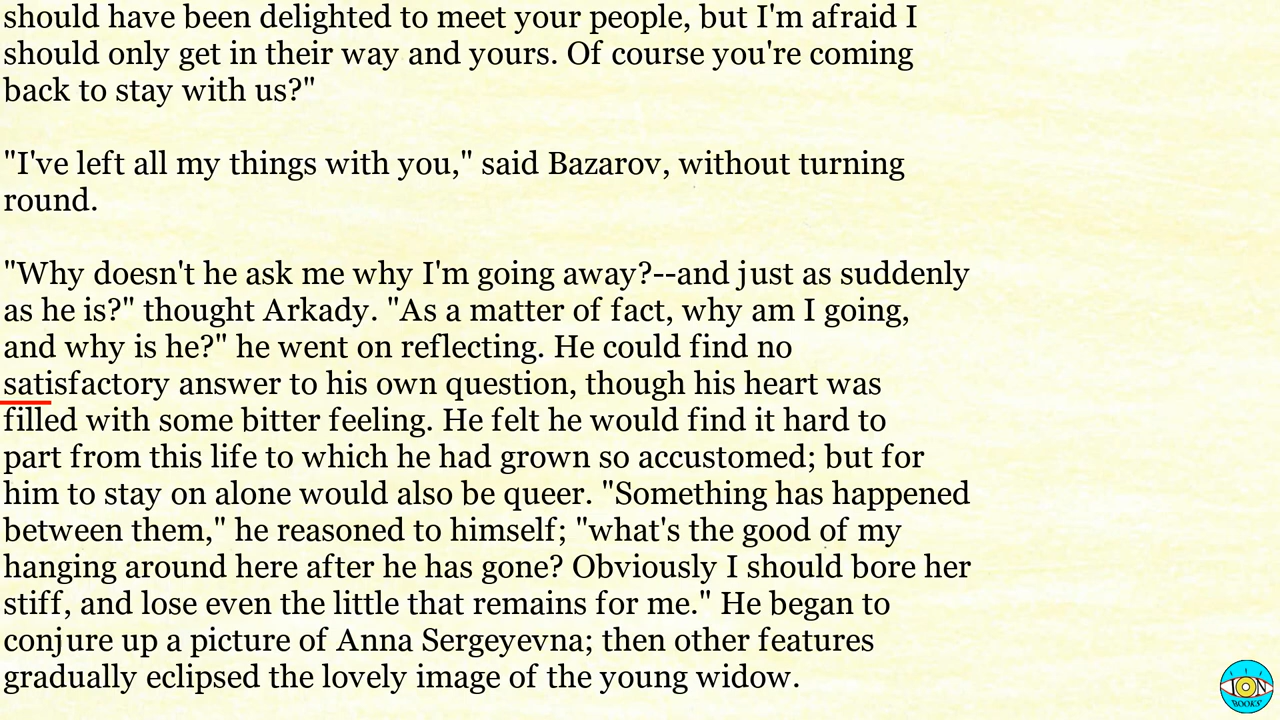 should have been delighted to meet your people, but I'm afraid I
should only get in their way and yours. Of course you're coming
back to stay with us?"
"I've left all my things with you," said Bazarov, without turning
round.
"Why doesn't he ask me why I'm going away?--and just as suddenly
as he is?" thought Arkady. "As a matter of fact, why am I going,
and why is he?" he went on reflecting. He could find no
satisfactory answer to his own question, though his heart was
filled with some bitter feeling. He felt he would find it hard to
part from this life to which he had grown so accustomed; but for
him to stay on alone would also be queer. "Something has happened
between them," he reasoned to himself; "what's the good of my
hanging around here after he has gone? Obviously I should bore her
stiff, and lose even the little that remains for me." He began to
conjure up a picture of Anna Sergeyevna; then other features
gradually eclipsed the lovely image of the young widow.
ION
BOOKS